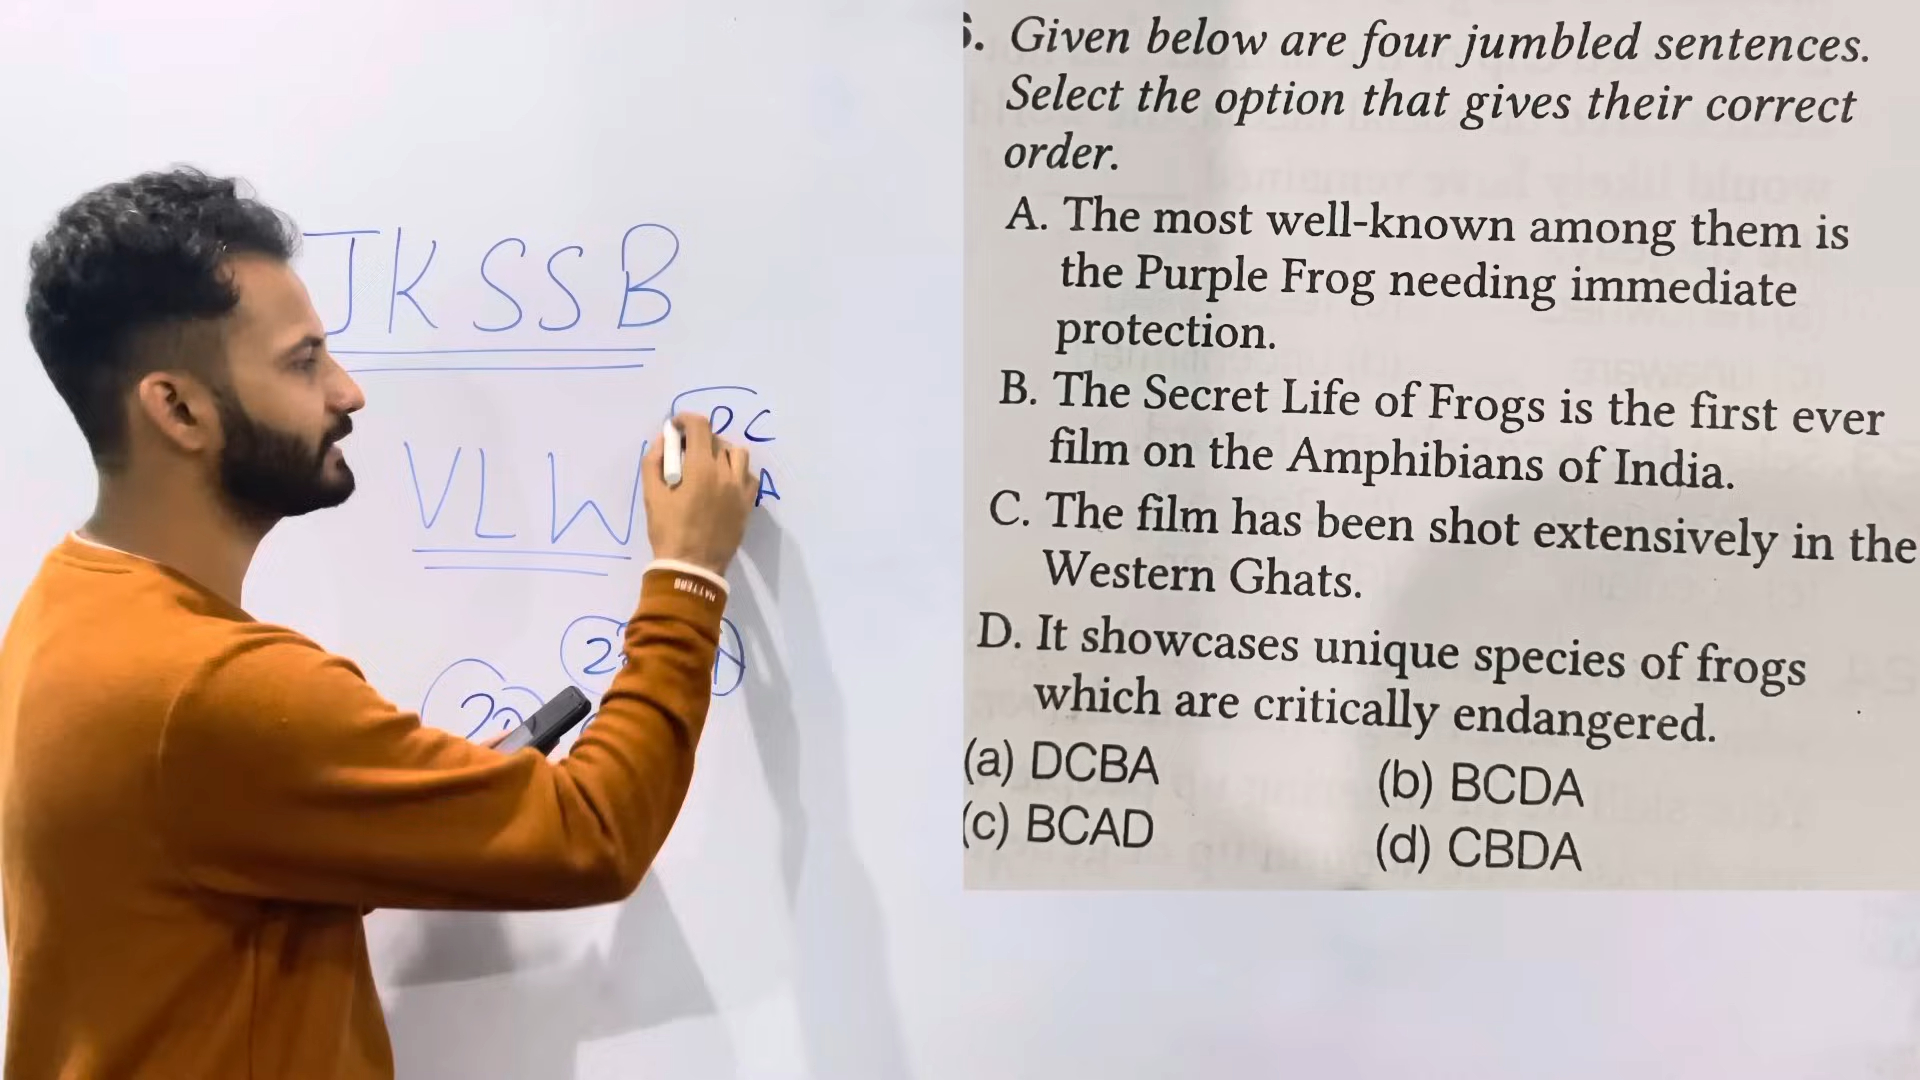 JKSSB
VLW
DC
A
Given below are four jumbled sentences.
Select the option that gives their correct
order.
A. The most well-known among them is
the Purple Frog needing immediate
protection.
B. The Secret Life of Frogs is the first ever
film on the Amphibians of India.
C. The film has been shot extensively in the
Western Ghats.
D. It showcases unique species of frogs
which are critically endangered.
(a) DCBA
(b) BCDA
(c) BCAD
(d) CBDA